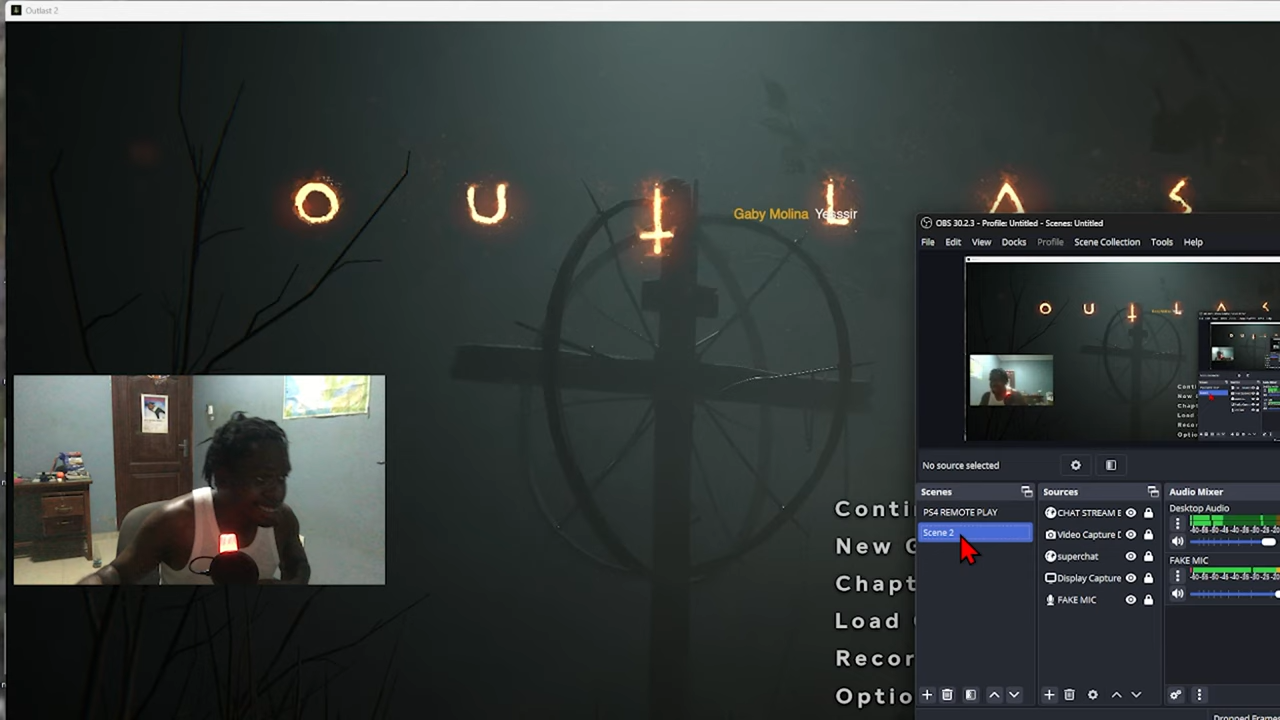 Outlast 2
O U T L A S
Gaby Molina Yesssir
OBS 30.2.3 - Profile: Untitled - Scenes: Untitled
File Edit View Docks Profile Scene Collection Tools Help
O U T L A S
No source selected
Scenes
PS4 REMOTE PLAY
Scene 2
Sources
CHAT STREAM E
Video Capture D
superchat
Display Capture
FAKE MIC
Audio Mixer
Desktop Audio
FAKE MIC
Conti
New G
Chapt
Load
Recor
Optio
Dropped Frame